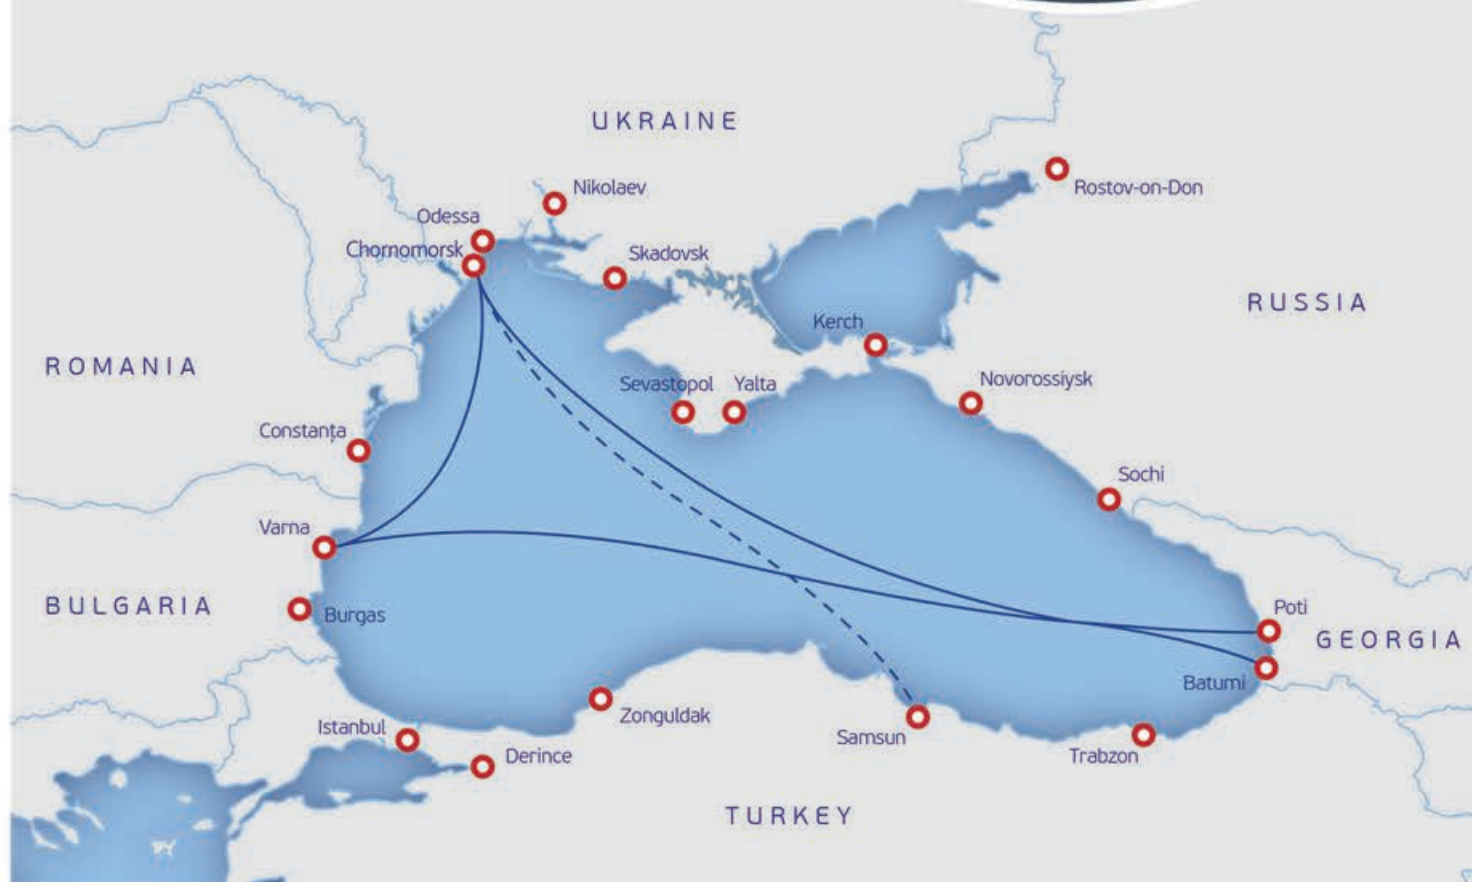 UKRAINE
Rostov-on-Don
Nikolaev
Odessa
Chornomorsk
Skadovsk
RUSSIA
Kerch
ROMANIA
Sevastopol
Yalta
Novorossiysk
Constanța
Sochi
Varna
BULGARIA
Burgas
Poti
GEORGIA
Batumi
Istanbul
Zonguldak
Samsun
Derince
Trabzon
TURKEY